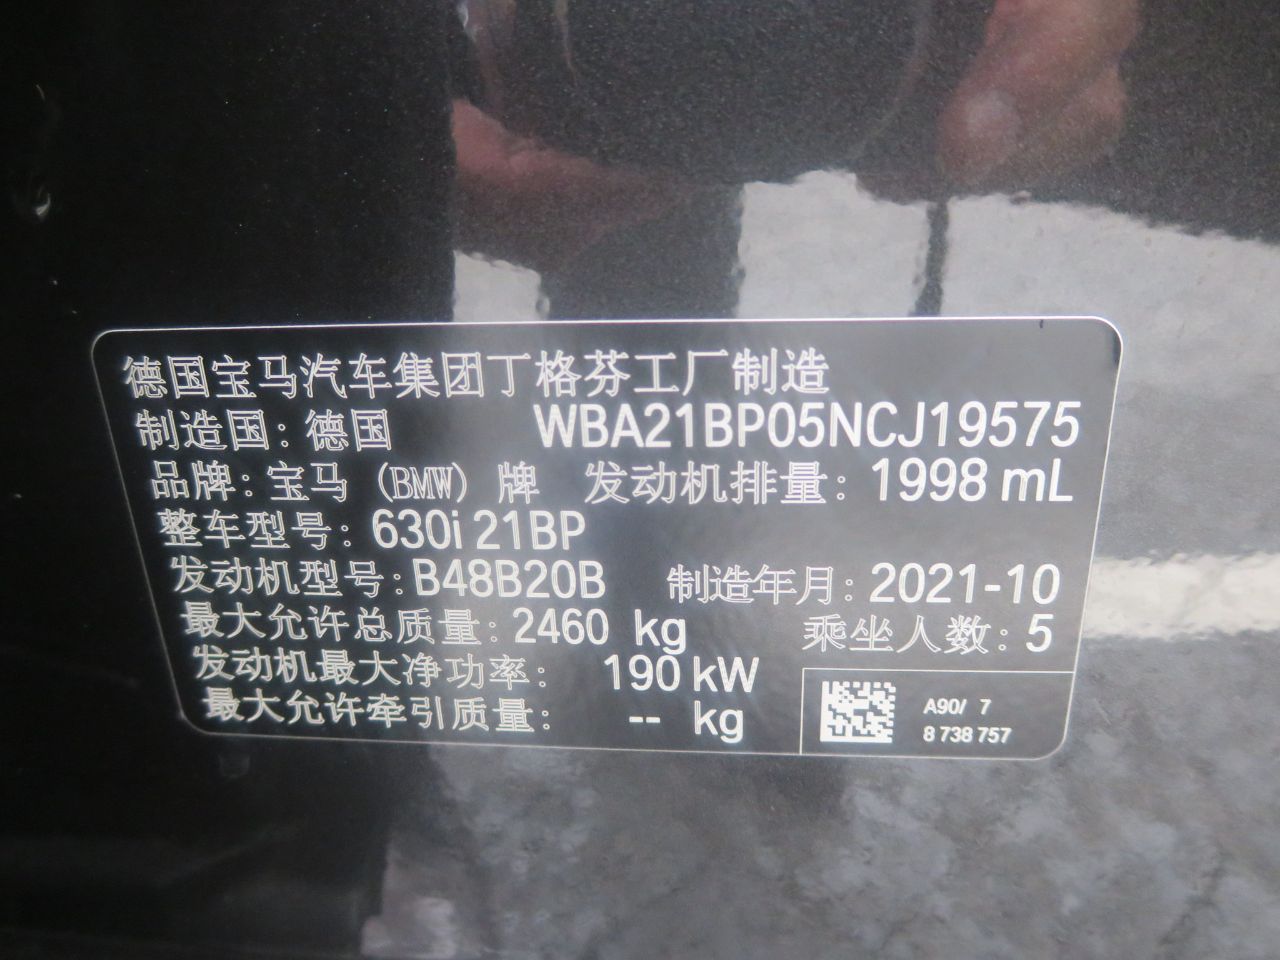 德国宝马汽车集团丁格芬工厂制造
制造国：德国 WBA21BP05NCJ19575
品牌：宝马（BMW）牌 发动机排量：1998 mL
整车型号：630i 21BP
发动机型号：B48B20B 制造年月：2021-10
最大允许总质量：2460 kg 乘坐人数：5
发动机最大净功率：190 kW
最大允许牵引质量：-- kg
A90/ 7
8 738 757